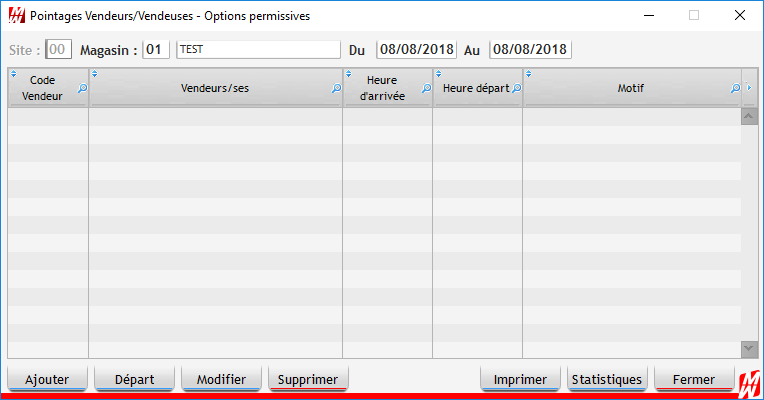 Pointages Vendeurs/Vendeuses - Options permissives
Site : 00 Magasin : 01 TEST Du 08/08/2018 Au 08/08/2018
Code Vendeur Vendeurs/ses Heure d'arrivée Heure départ Motif
Ajouter Départ Modifier Supprimer Imprimer Statistiques Fermer